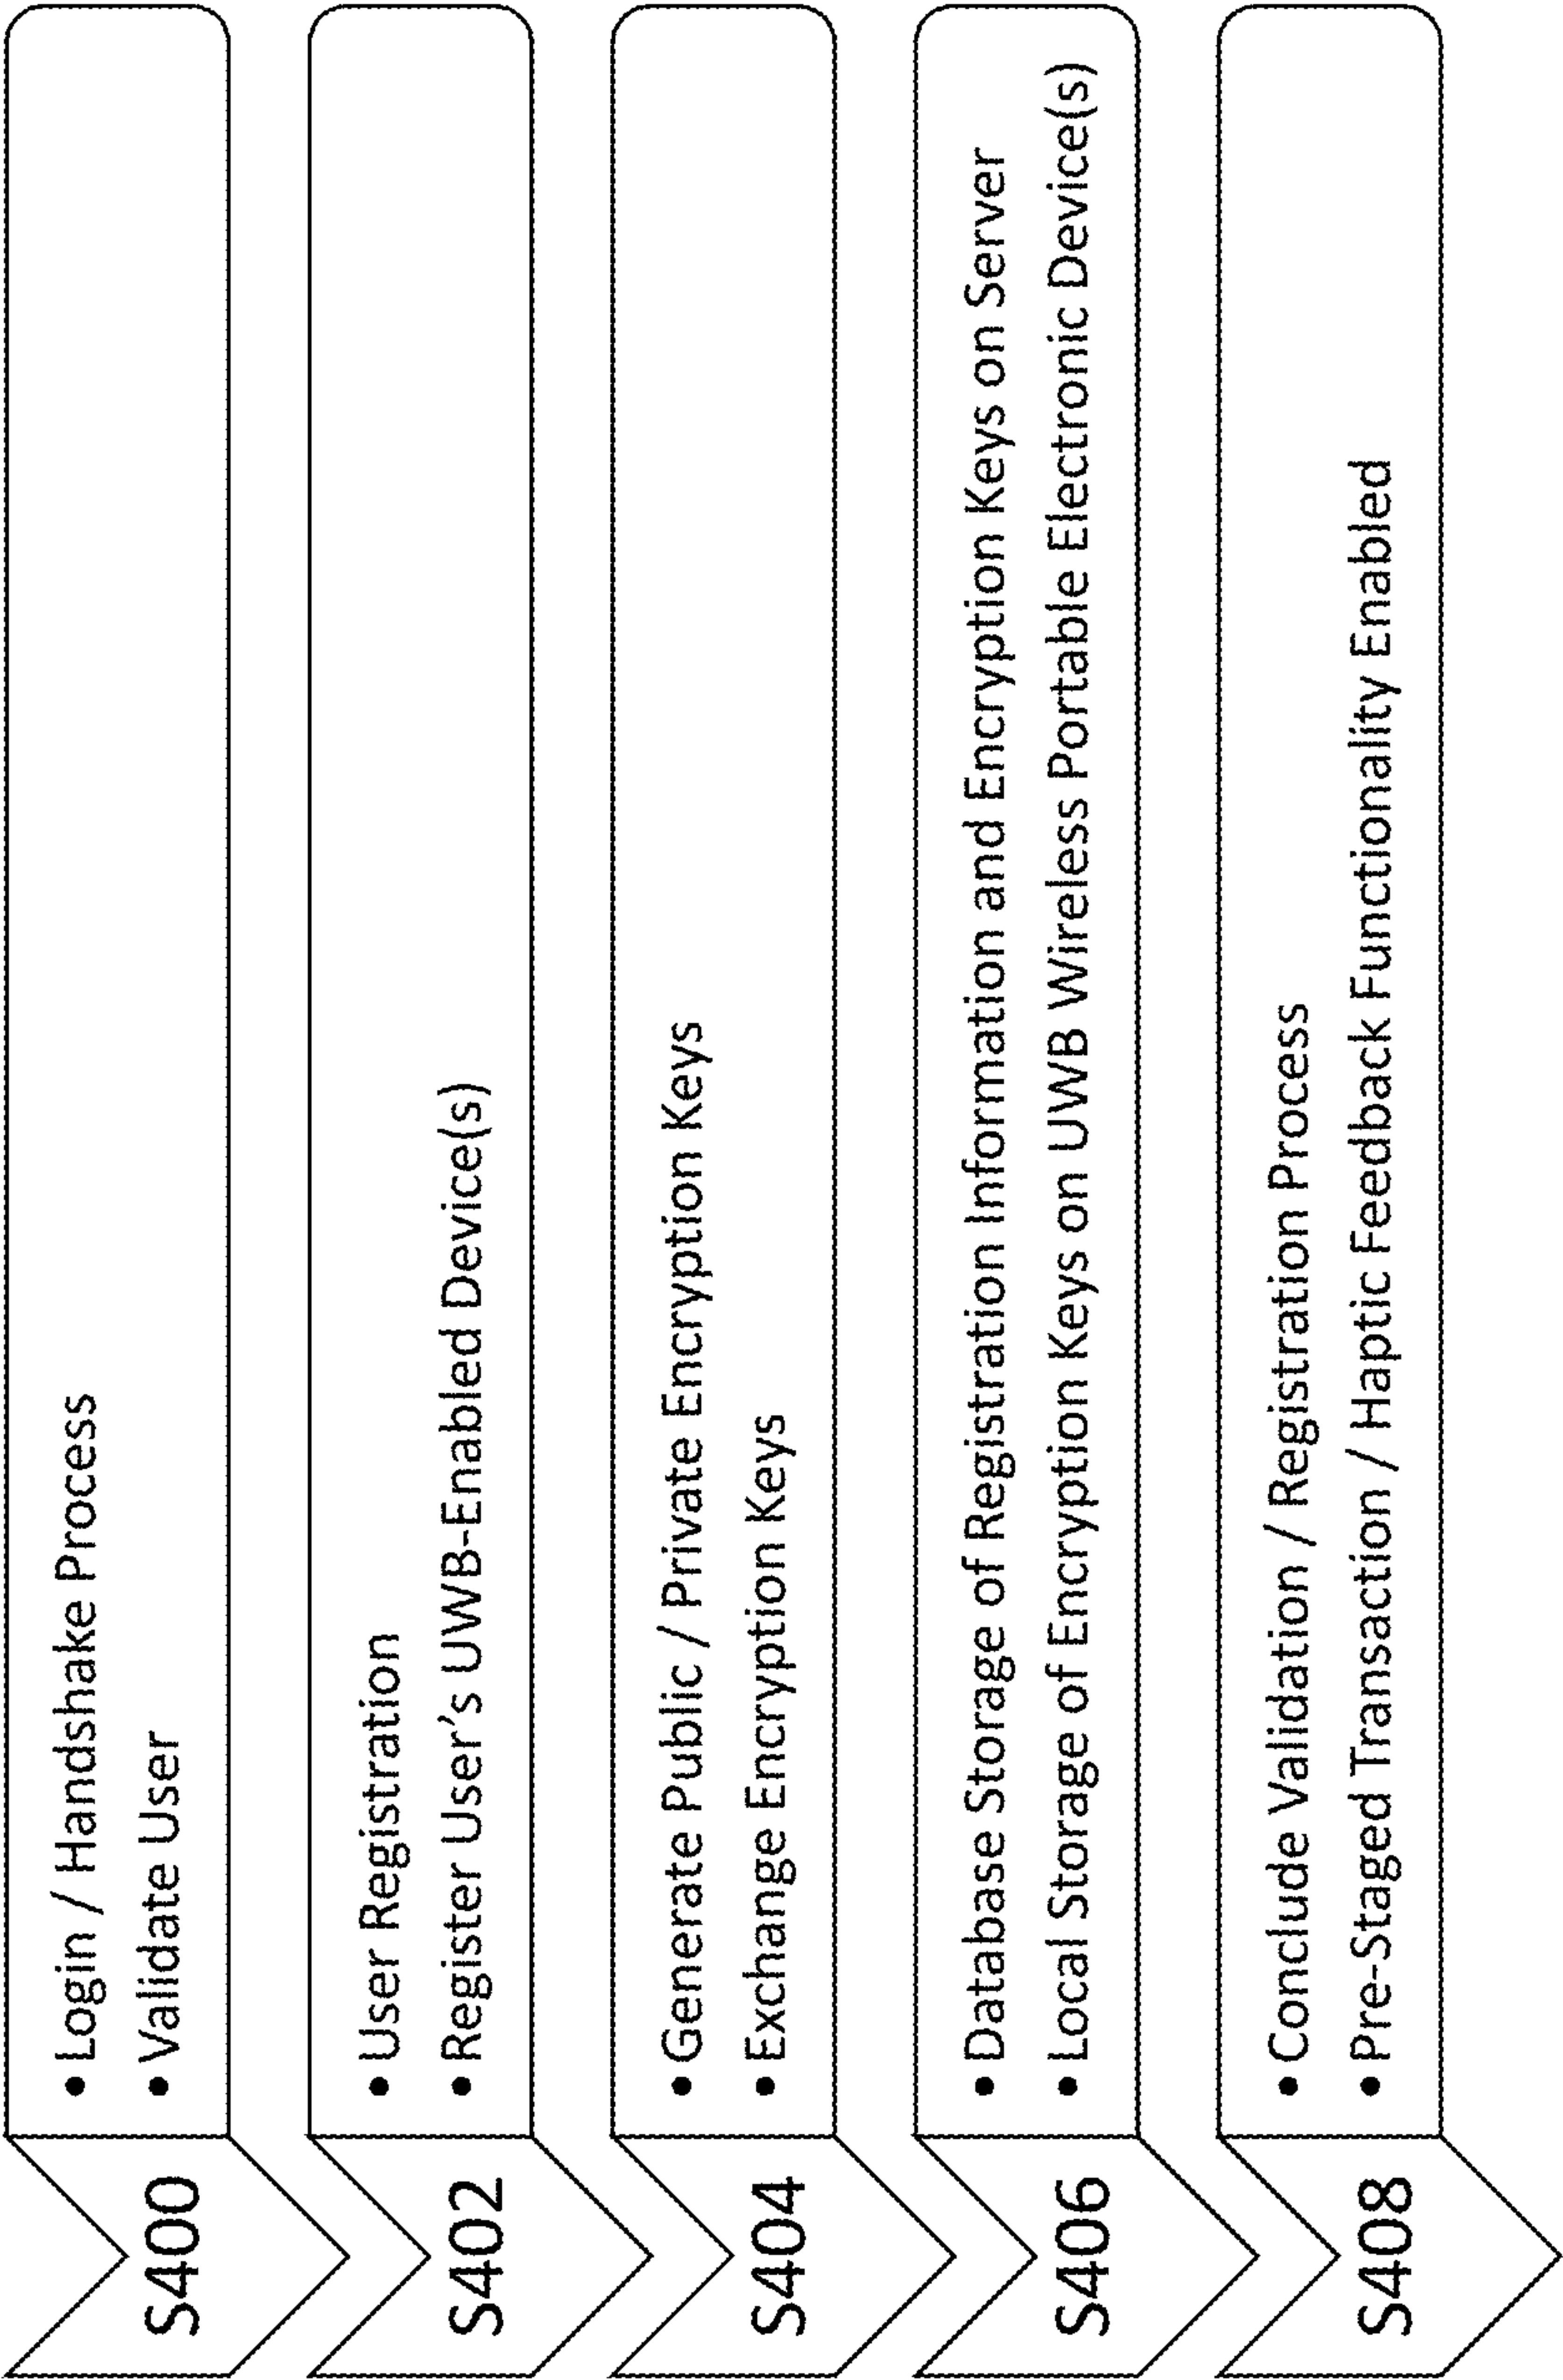 S400
• Login / Handshake Process
• Validate User
S402
• User Registration
• Register User’s UWB-Enabled Device(s)
S404
• Generate Public / Private Encryption Keys
• Exchange Encryption Keys
S406
• Database Storage of Registration Information and Encryption Keys on Server
• Local Storage of Encryption Keys on UWB Wireless Portable Electronic Device(s)
S408
• Conclude Validation / Registration Process
• Pre-Staged Transaction / Haptic Feedback Functionality Enabled